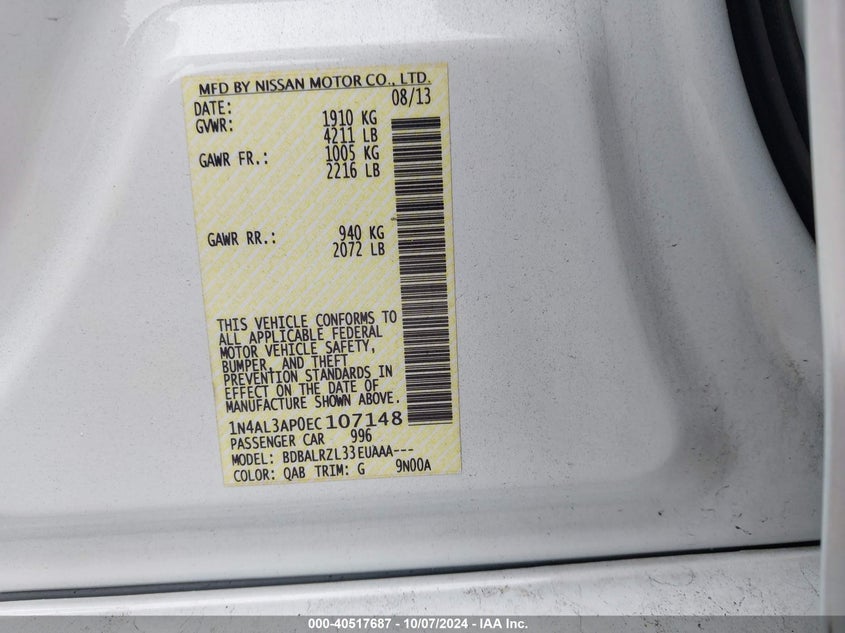 MFD BY NISSAN MOTOR CO., LTD.
DATE: 08/13
GVWR: 1910 KG
4211 LB
GAWR FR.: 1005 KG
2216 LB
GAWR RR.: 940 KG
2072 LB
THIS VEHICLE CONFORMS TO
ALL APPLICABLE FEDERAL
MOTOR VEHICLE SAFETY,
BUMPER, AND THEFT
PREVENTION STANDARDS IN
EFFECT ON THE DATE OF
MANUFACTURE SHOWN ABOVE.
1N4AL3AP0EC107148
PASSENGER CAR 996
MODEL: BDBALRZL33EUAAA---
COLOR: QAB TRIM: G 9N00A
000-40517687 - 10/07/2024 - IAA Inc.